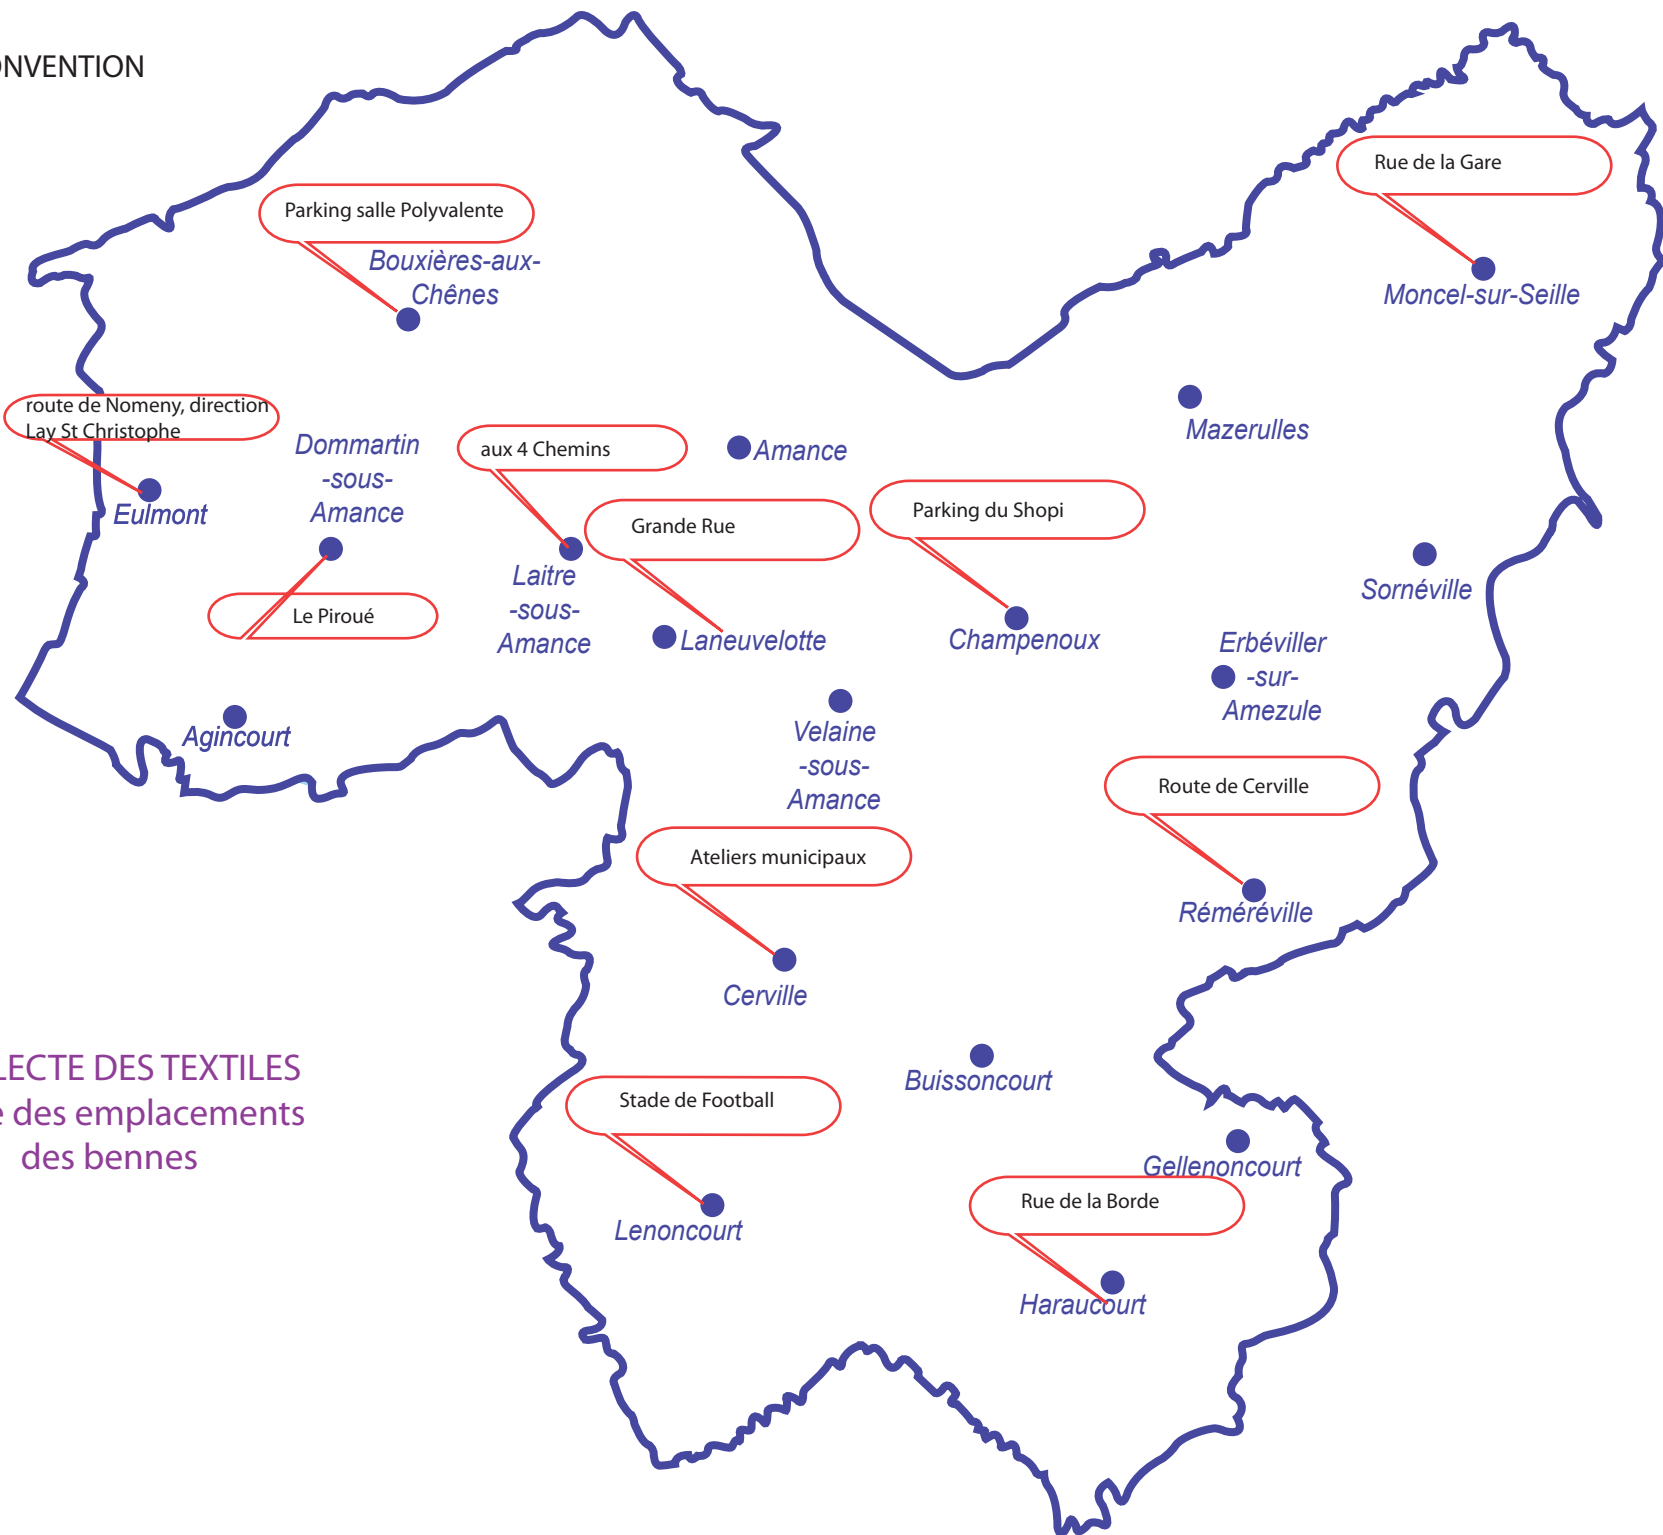 ONVENTION
Rue de la Gare
Parking salle Polyvalente
Bouxières-aux-
Chênes
Moncel-sur-Seille
route de Nomeny, direction
Lay St Christophe
Mazerulles
Dommartin
-sous-
Amance
aux 4 Chemins
Amance
Eulmont
Grande Rue
Parking du Shopi
Laitre
-sous-
Amance
Sornéville
Le Piroué
Laneuvelotte
Champenoux
Erbéviller
-sur-
Amezule
Agincourt
Velaine
-sous-
Amance
Route de Cerville
Ateliers municipaux
Réméréville
Cerville
LECTE DES TEXTILES
e des emplacements
des bennes
Buissoncourt
Stade de Football
Gellenoncourt
Rue de la Borde
Lenoncourt
Haraucourt